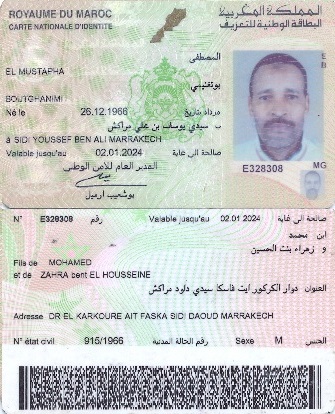 ROYAUME DU MAROC
المملكة المغربية
CARTE NATIONALE D'IDENTITE
البطاقة الوطنية للتعريف
المصطفى
EL MUSTAPHA
بوتغنيمي
BOUTGHANIMI
Né le 26.12.1966 مزداد بتاريخ
ب سيدي يوسف بن علي مراكش
à SIDI YOUSSEF BEN ALI MARRAKECH
Valable jusqu'au 02.01.2024 صالحة الى غاية
المدير العام للأمن الوطني
بوشعيب ارميل
E328308
MG
N° E328308 رقم Valable jusqu'au 02.01.2024 صالحة الى غاية
ابن محمد
و زهراء بنت الحسين
Fils de MOHAMED
et de ZAHRA bent EL HOUSSEINE
عنوان دوار الكركور ايت فاسكا سيدي داود مراكش
Adresse DR EL KARKOURE AIT FASKA SIDI DAOUD MARRAKECH
N° état civil 915/1966 رقم الحالة المدنية Sexe M الجنس